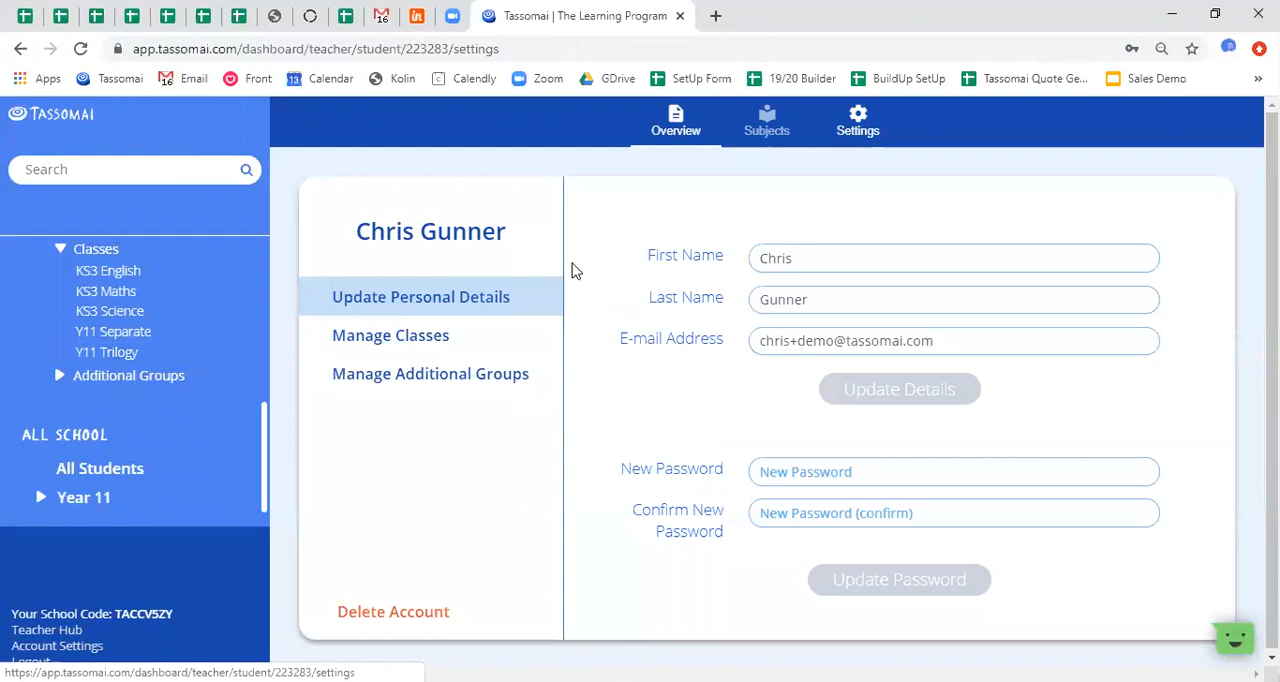 16
in
Tassomai | The Learning Program
app.tassomai.com/dashboard/teacher/student/223283/settings
Apps
Tassomai
16
Email
Front
13
Calendar
Kolin
Calendly
Zoom
GDrive
SetUp Form
19/20 Builder
BuildUp SetUp
Tassomai Quote Ge...
Sales Demo
»
TASSOMAI
Overview
Subjects
Settings
Search
Classes
KS3 English
KS3 Maths
KS3 Science
Y11 Separate
Y11 Trilogy
Additional Groups
ALL SCHOOL
All Students
Year 11
Your School Code: TACCV5ZY
Teacher Hub
Account Settings
Logout
Chris Gunner
Update Personal Details
Manage Classes
Manage Additional Groups
Delete Account
First Name
Chris
Last Name
Gunner
E-mail Address
chris+demo@tassomai.com
Update Details
New Password
New Password
Confirm New
Password
New Password (confirm)
Update Password
https://app.tassomai.com/dashboard/teacher/student/223283/settings